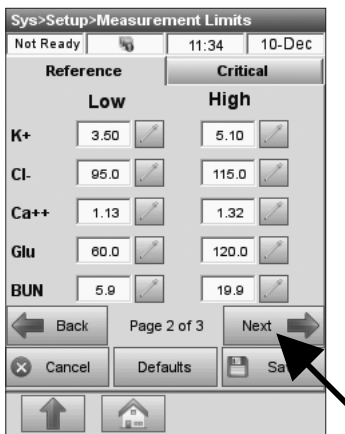 Sys>Setup>Measurement Limits
Not Ready 11:34 10-Dec
Reference Critical
Low High
K+ 3.50 5.10
Cl- 95.0 115.0
Ca++ 1.13 1.32
Glu 60.0 120.0
BUN 5.9 19.9
Back Page 2 of 3 Next
Cancel Defaults